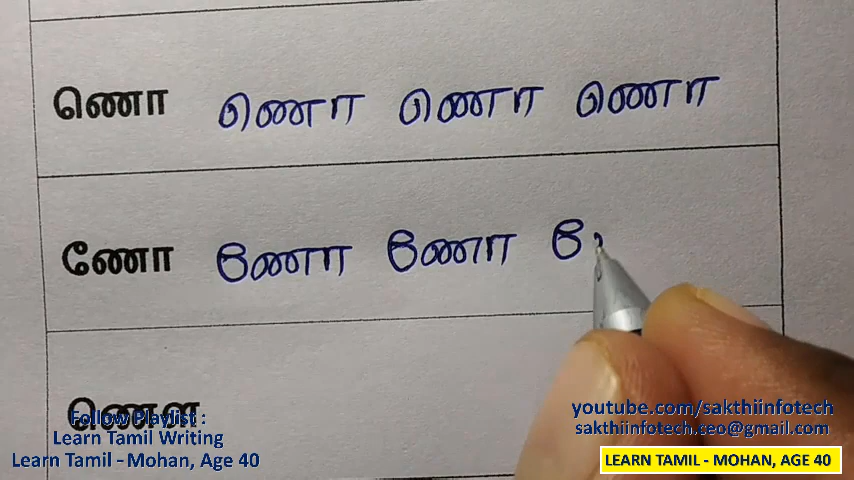 ணொ ணொ ணொ ணொ
ணோ ணோ ணோ ே
ணௌ
Follow Playlist :
Learn Tamil Writing
Learn Tamil - Mohan, Age 40
youtube.com/sakthiinfotech
sakthiinfotech.ceo@gmail.com
LEARN TAMIL - MOHAN, AGE 40